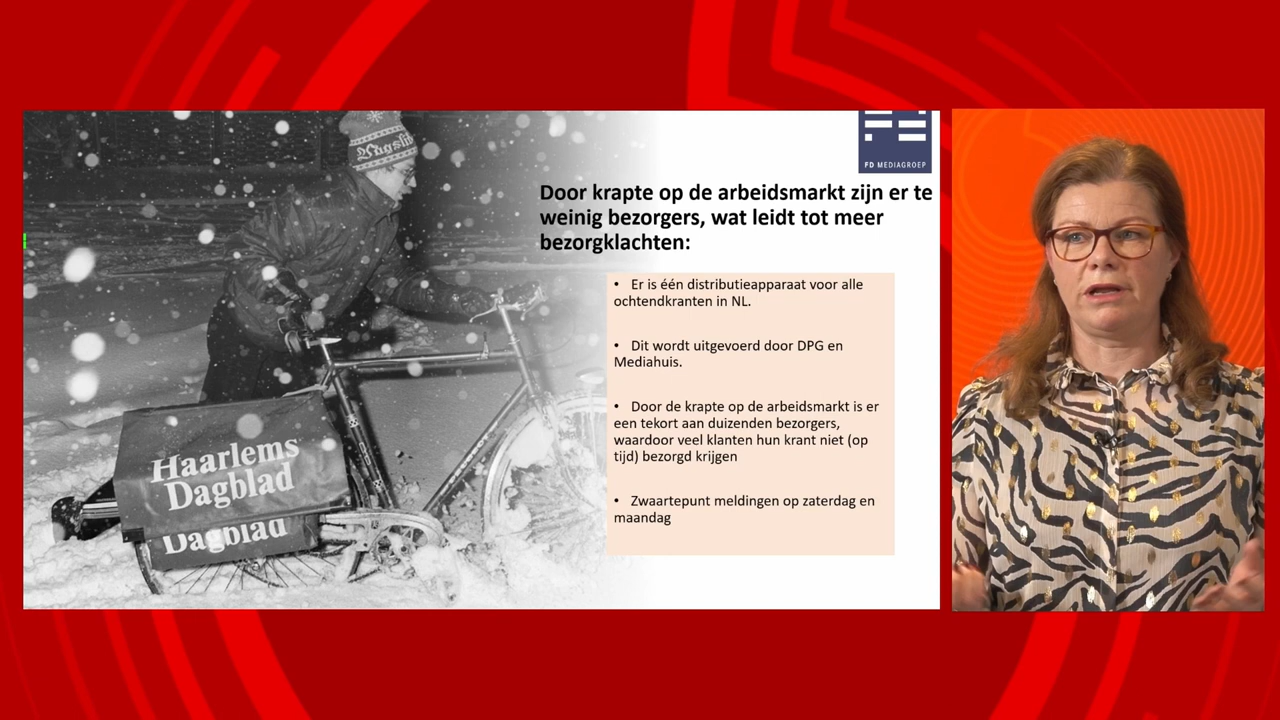 FD MEDIAGROEP
Door krapte op de arbeidsmarkt zijn er te
weinig bezorgers, wat leidt tot meer
bezorgklachten:
• Er is één distributieapparaat voor alle
ochtendkranten in NL.
• Dit wordt uitgevoerd door DPG en
Mediahuis.
• Door de krapte op de arbeidsmarkt is er
een tekort aan duizenden bezorgers,
waardoor veel klanten hun krant niet (op
tijd) bezorgd krijgen
• Zwaartepunt meldingen op zaterdag en
maandag
Haarlems
Dagblad
Dagblad